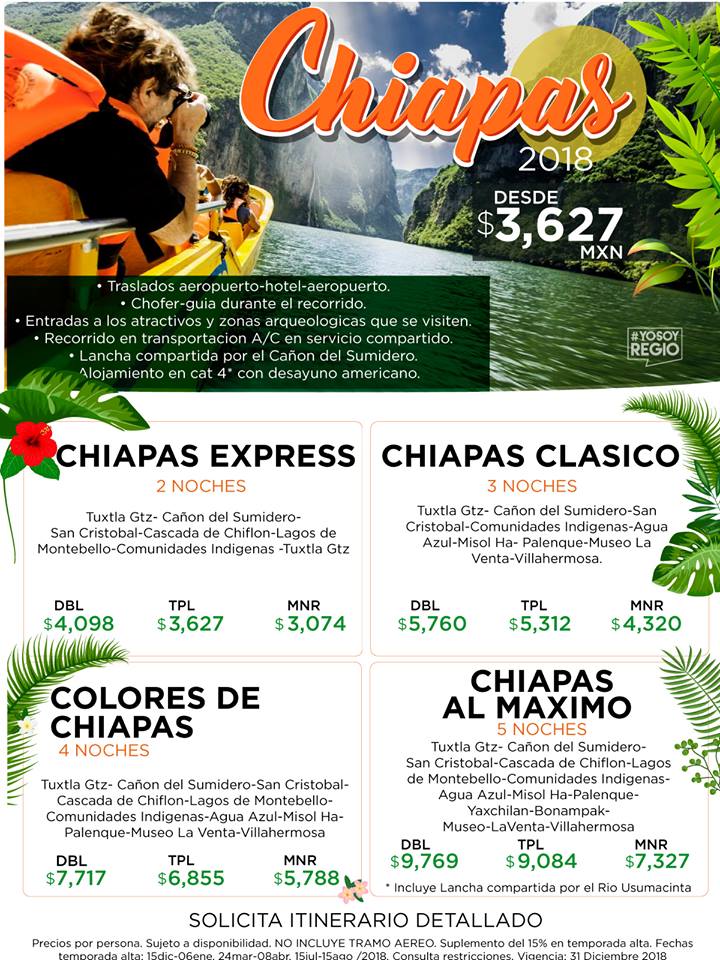 Chiapas
2018
DESDE
$3,627
MXN
• Traslados aeropuerto-hotel-aeropuerto.
• Chofer-guia durante el recorrido.
• Entradas a los atractivos y zonas arqueologicas que se visiten.
• Recorrido en transportacion A/C en servicio compartido.
• Lancha compartida por el Cañon del Sumidero.
Alojamiento en cat 4* con desayuno americano.
#YOSOY
REGIO
CHIAPAS EXPRESS
2 NOCHES
Tuxtla Gtz- Cañon del Sumidero-
San Cristobal-Cascada de Chiflon-Lagos de
Montebello-Comunidades Indigenas -Tuxtla Gtz
DBL TPL MNR
$4,098 $3,627 $3,074
CHIAPAS CLASICO
3 NOCHES
Tuxtla Gtz- Cañon del Sumidero-San
Cristobal-Comunidades Indigenas-Agua
Azul-Misol Ha- Palenque-Museo La
Venta-Villahermosa.
DBL TPL MNR
$5,760 $5,312 $4,320
COLORES DE
CHIAPAS
4 NOCHES
Tuxtla Gtz- Cañon del Sumidero-San Cristobal-
Cascada de Chiflon-Lagos de Montebello-
Comunidades Indigenas-Agua Azul-Misol Ha-
Palenque-Museo La Venta-Villahermosa
DBL TPL MNR
$7,717 $6,855 $5,788
CHIAPAS
AL MAXIMO
5 NOCHES
Tuxtla Gtz- Cañon del Sumidero-
San Cristobal-Cascada de Chiflon-Lagos
de Montebello-Comunidades Indigenas-
Agua Azul-Misol Ha-Palenque-
Yaxchilan-Bonampak-
Museo-LaVenta-Villahermosa
DBL TPL MNR
$9,769 $9,084 $7,327
* Incluye Lancha compartida por el Rio Usumacinta
SOLICITA ITINERARIO DETALLADO
Precios por persona. Sujeto a disponibilidad. NO INCLUYE TRAMO AEREO. Suplemento del 15% en temporada alta. Fechas
temporada alta: 15dic-06ene, 24mar-08abr, 15jul-15ago /2018. Consulta restricciones. Vigencia: 31 Diciembre 2018